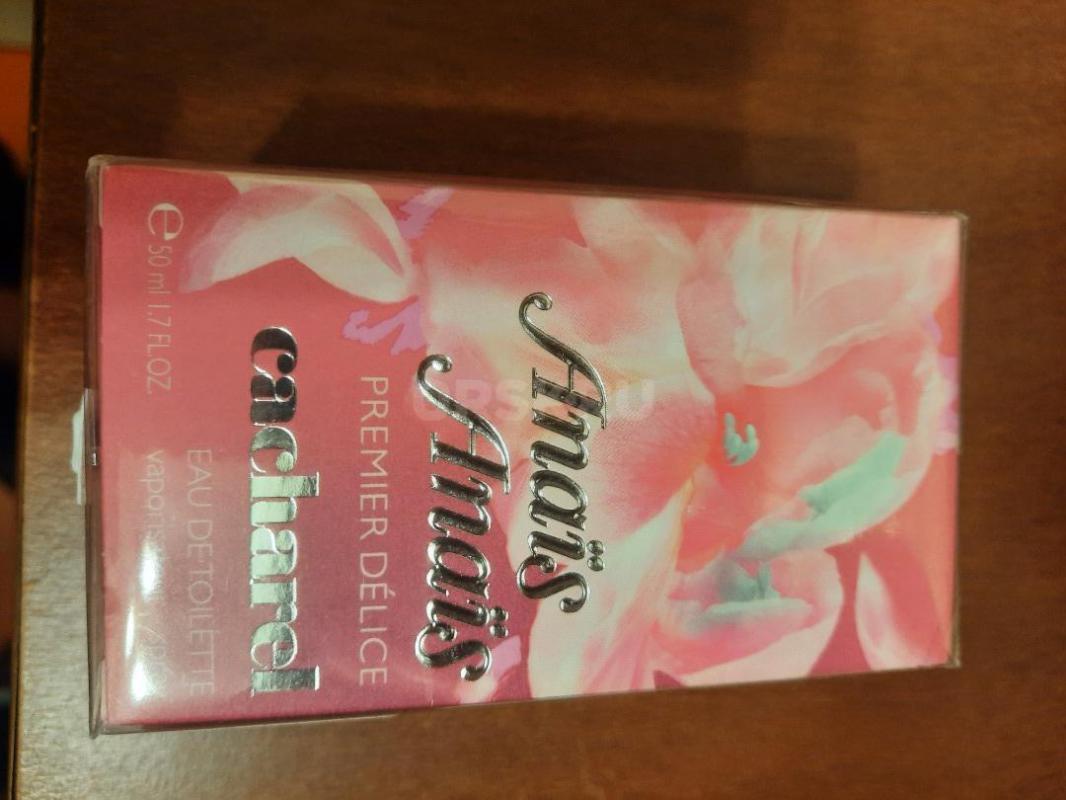 Anaïs
Anaïs
PREMIER DÉLICE
cacharel
EAU DE TOILETTE
e 50 ml 1.7 FL.OZ.